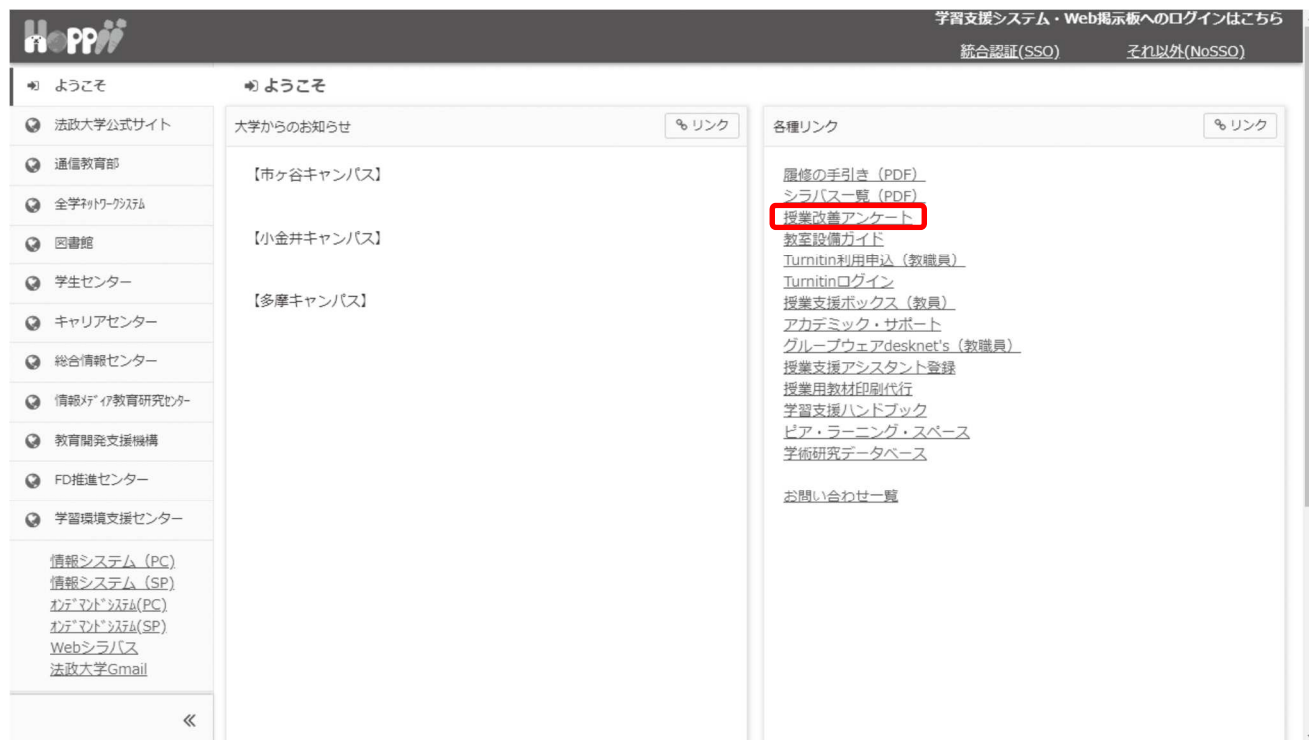 Hoppii
学習支援システム・Web掲示板へのログインはこちら
統合認証(SSO) それ以外(NoSSO)
ようこそ
法政大学公式サイト
通信教育部
全学ﾈｯﾄﾜｰｸｼｽﾃﾑ
図書館
学生センター
キャリアセンター
総合情報センター
情報ﾒﾃﾞｨｱ教育研究ｾﾝﾀｰ
教育開発支援機構
FD推進センター
学習環境支援センター
情報システム（PC）
情報システム（SP）
ｵﾝﾃﾞﾏﾝﾄﾞｼｽﾃﾑ(PC)
ｵﾝﾃﾞﾏﾝﾄﾞｼｽﾃﾑ(SP)
Webシラバス
法政大学Gmail
ようこそ
大学からのお知らせ リンク
【市ヶ谷キャンパス】
【小金井キャンパス】
【多摩キャンパス】
各種リンク リンク
履修の手引き（PDF）
シラバス一覧（PDF）
授業改善アンケート
教室設備ガイド
Turnitin利用申込（教職員）
Turnitinログイン
授業支援ボックス（教員）
アカデミック・サポート
グループウェアdesknet's（教職員）
授業支援アシスタント登録
授業用教材印刷代行
学習支援ハンドブック
ピア・ラーニング・スペース
学術研究データベース
お問い合わせ一覧